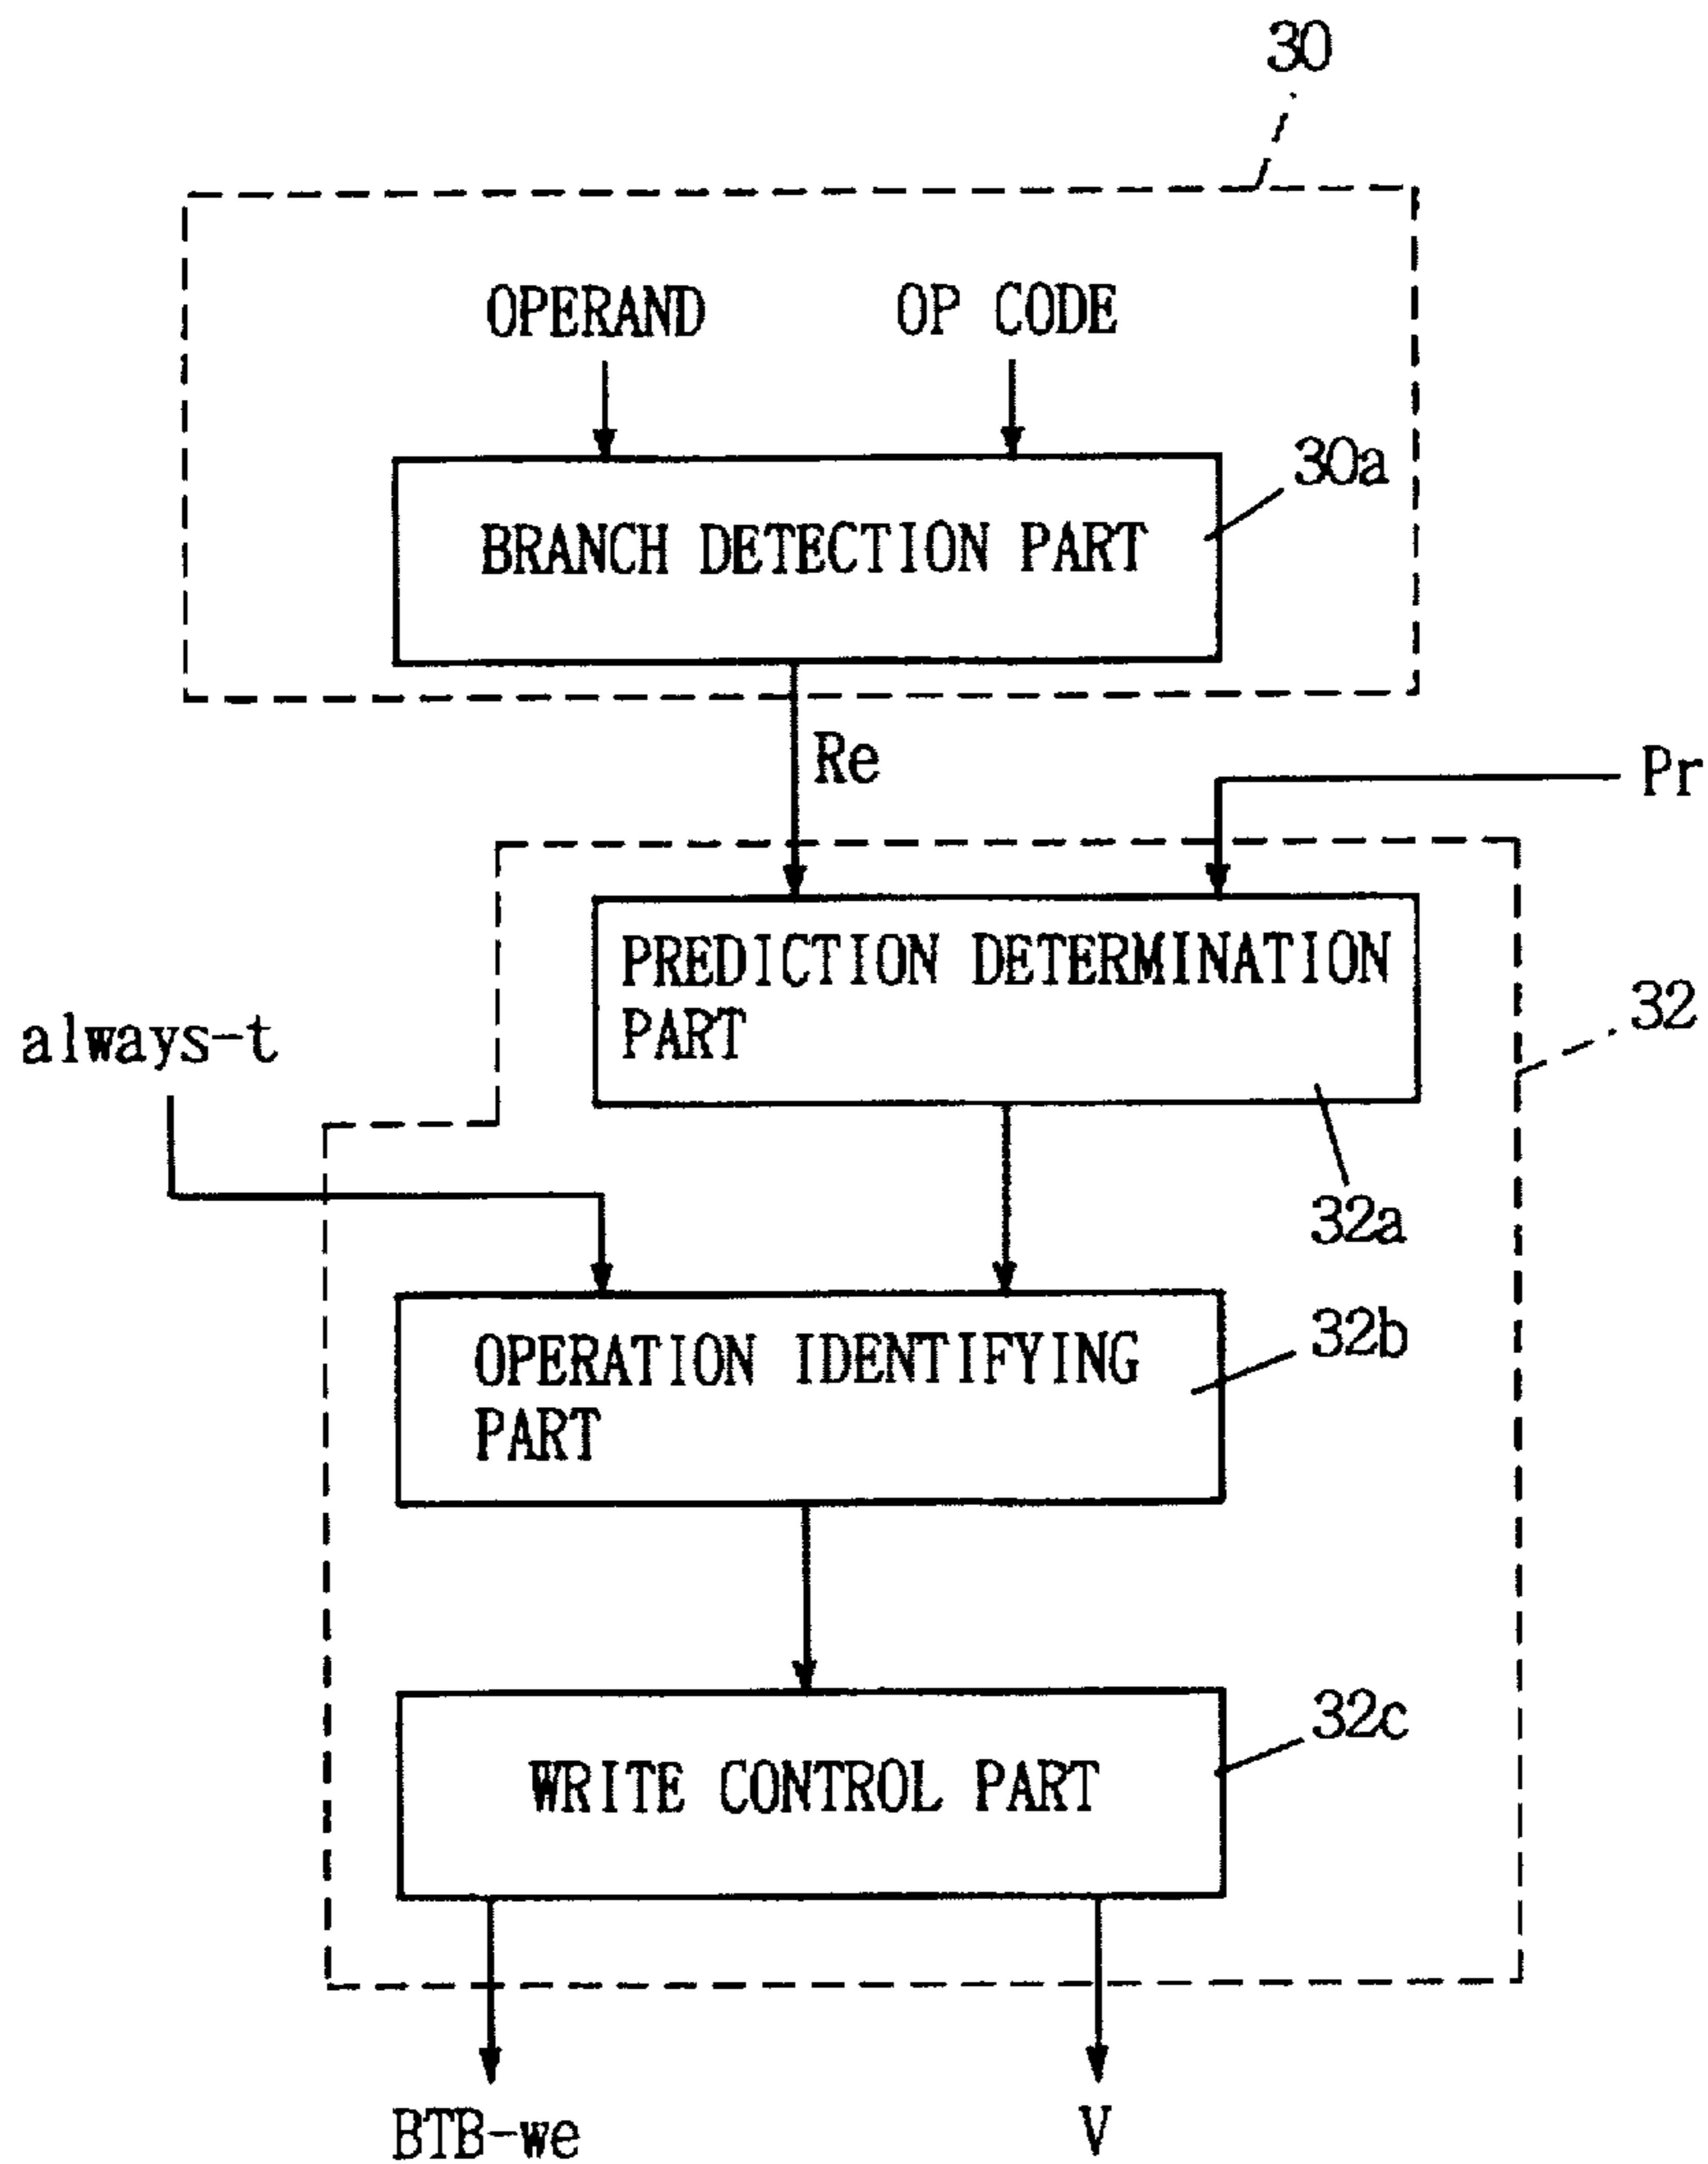 30
OPERAND OP CODE
30a
BRANCH DETECTION PART
Re
Pr
PREDICTION DETERMINATION
PART
32
always-t
32a
OPERATION IDENTIFYING
PART
32b
32c
WRITE CONTROL PART
BTB-we V